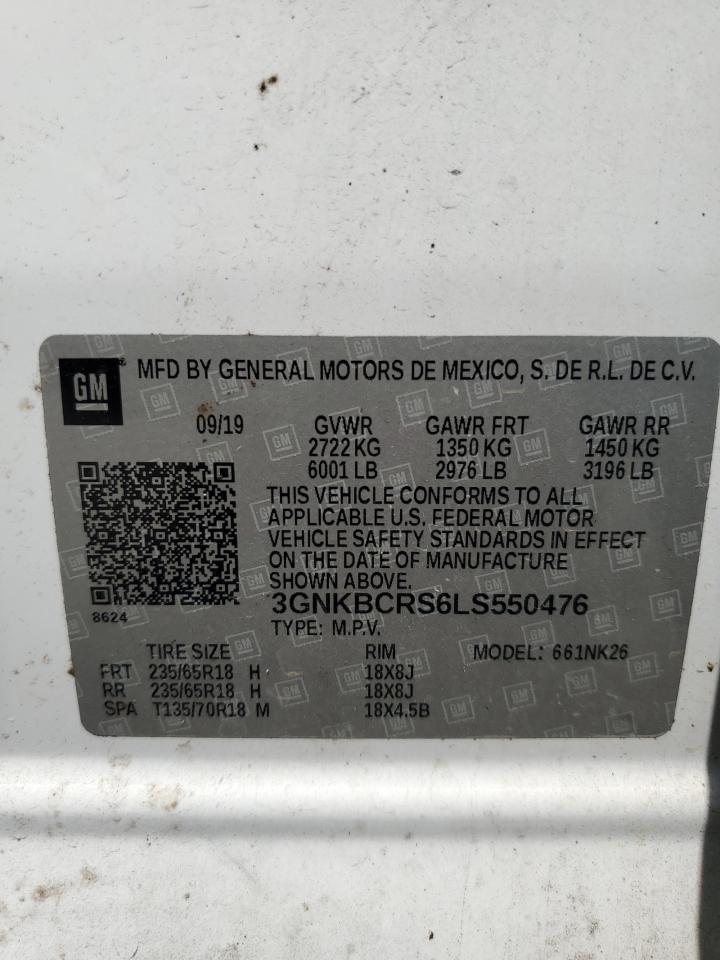 GM ® MFD BY GENERAL MOTORS DE MEXICO, S. DE R.L. DE C.V.
09/19 GVWR GAWR FRT GAWR RR
2722 KG 1350 KG 1450 KG
6001 LB 2976 LB 3196 LB
THIS VEHICLE CONFORMS TO ALL
APPLICABLE U.S. FEDERAL MOTOR
VEHICLE SAFETY STANDARDS IN EFFECT
ON THE DATE OF MANUFACTURE
SHOWN ABOVE.
3GNKBCRS6LS550476
8624
TYPE: M.P.V.
TIRE SIZE RIM MODEL: 661NK26
FRT 235/65R18 H 18X8J
RR 235/65R18 H 18X8J
SPA T135/70R18 M 18X4.5B